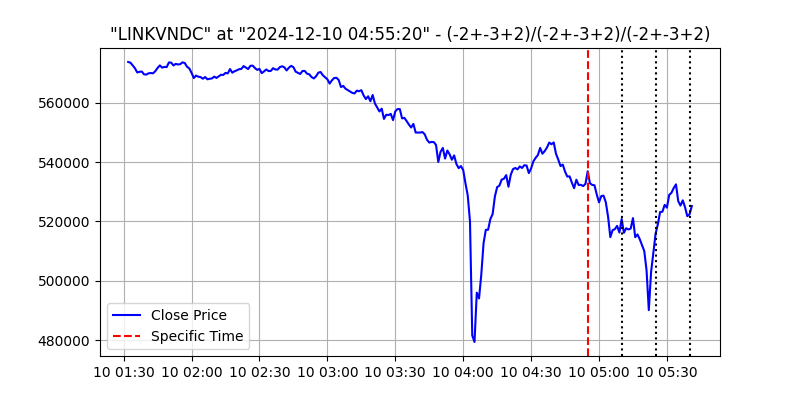 "LINKVNDC" at "2024-12-10 04:55:20" - (-2+-3+2)/(-2+-3+2)/(-2+-3+2)
560000
540000
520000
500000
480000
Close Price
Specific Time
10 01:30 10 02:00 10 02:30 10 03:00 10 03:30 10 04:00 10 04:30 10 05:00 10 05:30